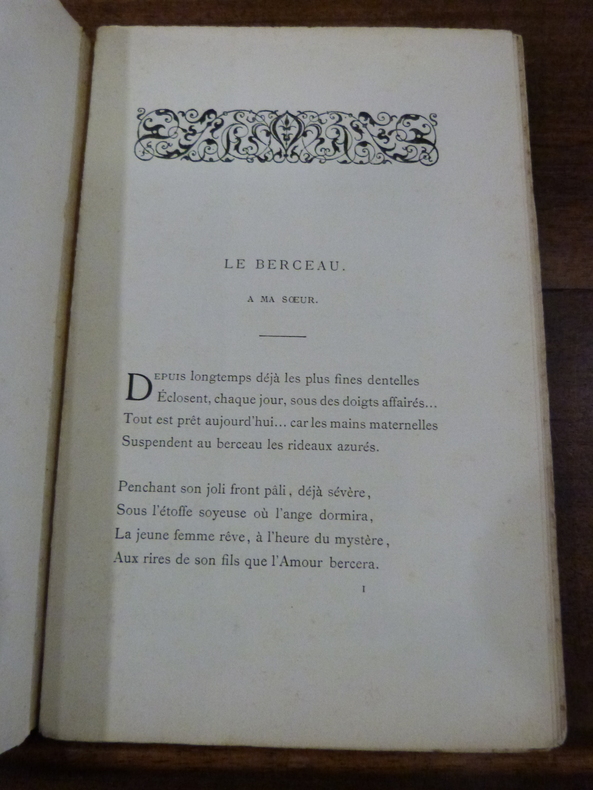 LE BERCEAU.
A MA SŒUR.
DEPUIS longtemps déjà les plus fines dentelles
Éclosent, chaque jour, sous des doigts affairés...
Tout est prêt aujourd'hui... car les mains maternelles
Suspendent au berceau les rideaux azurés.
Penchant son joli front pâli, déjà sévère,
Sous l'étoffe soyeuse où l'ange dormira,
La jeune femme rêve, à l'heure du mystère,
Aux rires de son fils que l'Amour bercera.
1